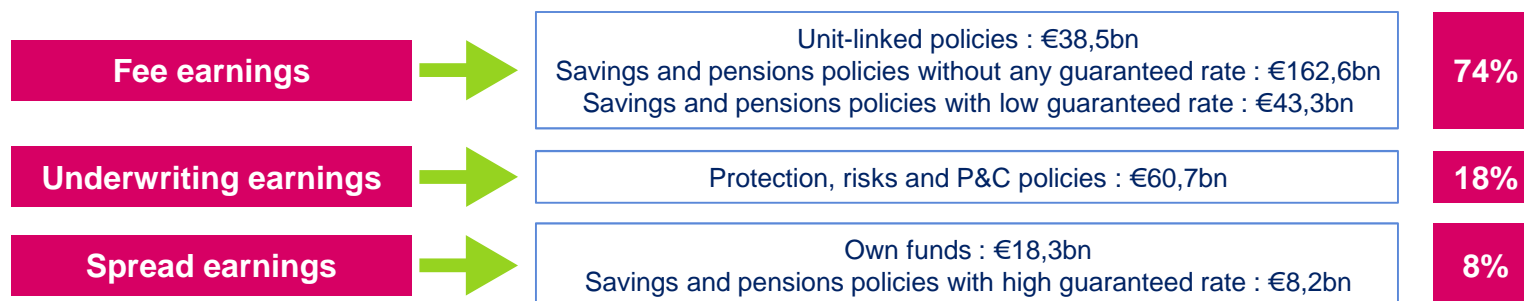 Fee earnings
Unit-linked policies : €38,5bn
Savings and pensions policies without any guaranteed rate : €162,6bn
Savings and pensions policies with low guaranteed rate : €43,3bn
74%
Underwriting earnings
Protection, risks and P&C policies : €60,7bn
18%
Spread earnings
Own funds : €18,3bn
Savings and pensions policies with high guaranteed rate : €8,2bn
8%